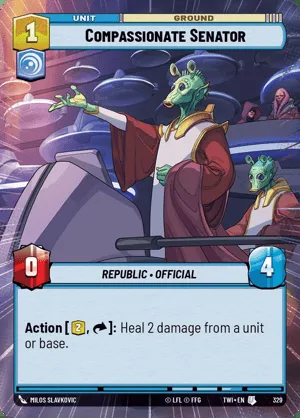 UNIT GROUND
1 COMPASSIONATE SENATOR
0 REPUBLIC • OFFICIAL 4
Action [2, ]: Heal 2 damage from a unit
or base.
MILOS SLAVKOVIC © LFL © FFG TWI • EN 329